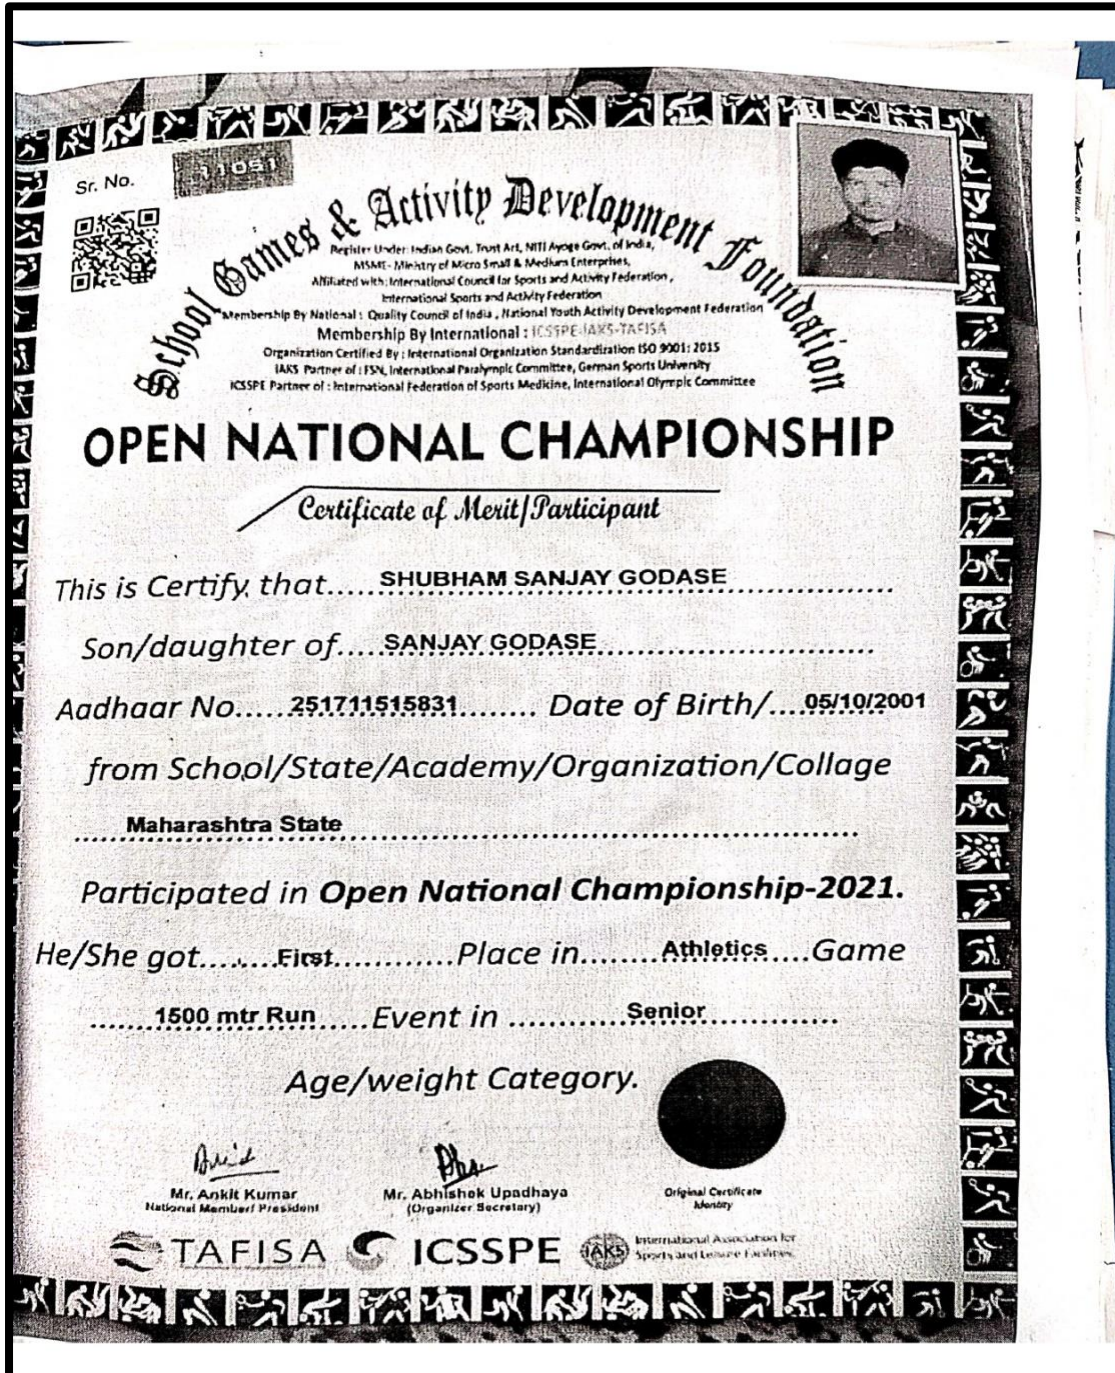 Sr. No.
11051
School Games & Activity Development Foundation
Register Under: Indian Govt. Trust Act, NITI Ayoge Govt. of India,
MSME- Ministry of Micro Small & Medium Enterprises,
Affiliated with: International Council for Sports and Activity Federation,
International Sports and Activity Federation
Membership By National : Quality Council of India , National Youth Activity Development Federation
Membership By International : ICSSPE-IAKS-TAFISA
Organization Certified By : International Organization Standardization ISO 9001: 2015
IAKS Partner of : FSN, International Paralympic Committee, German Sports University
ICSSPE Partner of : International Federation of Sports Medicine, International Olympic Committee
OPEN NATIONAL CHAMPIONSHIP
Certificate of Merit/Participant
This is Certify that.....SHUBHAM SANJAY GODASE
Son/daughter of.....SANJAY GODASE
Aadhaar No.....251711515831........ Date of Birth/....05/10/2001
from School/State/Academy/Organization/Collage
Maharashtra State
Participated in Open National Championship-2021.
He/She got........First............Place in........Athletics....Game
.......1500 mtr Run.....Event in ...........Senior............
Age/weight Category.
Mr. Ankit Kumar
National Member/ President
Mr. Abhishek Upadhaya
(Organizer Secretary)
Original Certificate
Identity
TAFISA
ICSSPE
IAKS
International Association for
Sports and Leisure Facilities